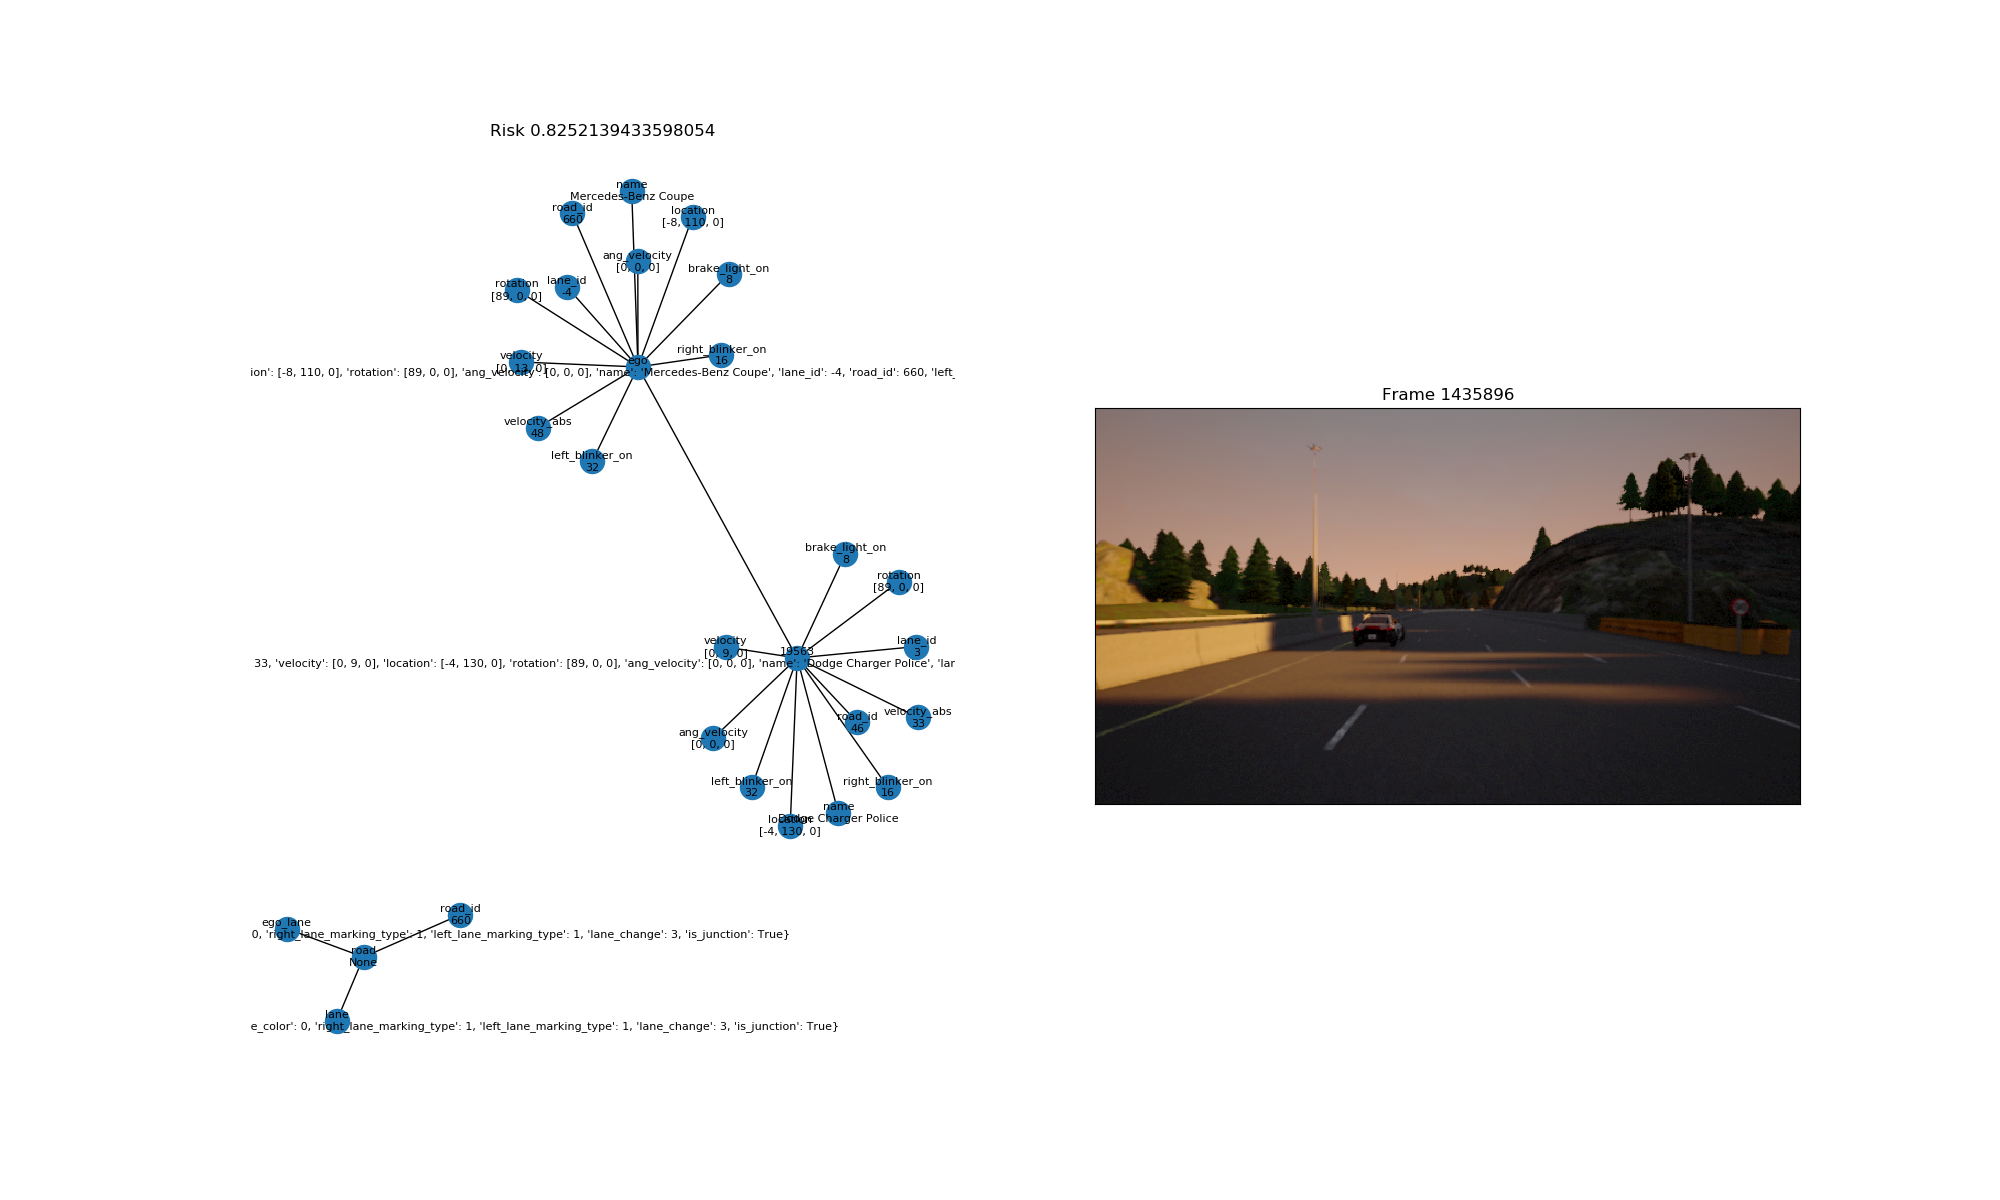 Risk 0.8252139433598054
name
Mercedes-Benz Coupe
road_id
660
location
[-8, 110, 0]
ang_velocity
[0, 0, 0]
brake_light_on
8
rotation
[89, 0, 0]
lane_id
-4
velocity
[0, 13, 0]
right_blinker_on
16
ego
ion': [-8, 110, 0], 'rotation': [89, 0, 0], 'ang_velocity': [0, 0, 0], 'name': 'Mercedes-Benz Coupe', 'lane_id': -4, 'road_id': 660, 'left_
velocity_abs
48
left_blinker_on
32
brake_light_on
8
rotation
[89, 0, 0]
velocity
[0, 9, 0]
lane_id
3
19563
33, 'velocity': [0, 9, 0], 'location': [-4, 130, 0], 'rotation': [89, 0, 0], 'ang_velocity': [0, 0, 0], 'name': 'Dodge Charger Police', 'lar
road_id
46
velocity_abs
33
ang_velocity
[0, 0, 0]
left_blinker_on
32
right_blinker_on
16
name
Dodge Charger Police
location
[-4, 130, 0]
road_id
660
ego_lane
0, 'right_lane_marking_type': 1, 'left_lane_marking_type': 1, 'lane_change': 3, 'is_junction': True}
road
None
lane
e_color': 0, 'right_lane_marking_type': 1, 'left_lane_marking_type': 1, 'lane_change': 3, 'is_junction': True}
Frame 1435896